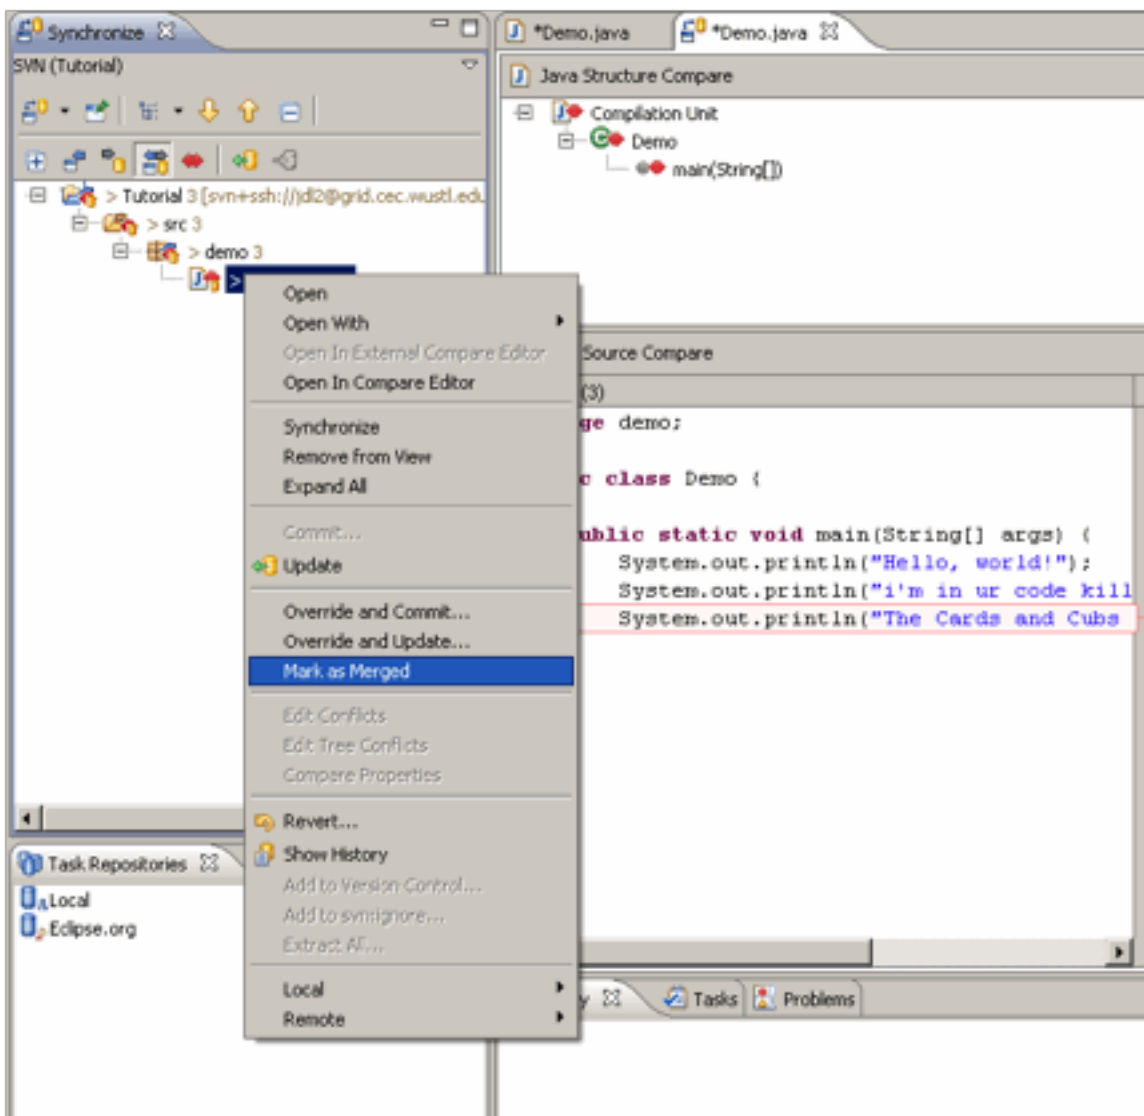 Synchronize
SVN (Tutorial)
> Tutorial 3 [svn+ssh://jdl2@grid.cec.wustl.edu
> src 3
> demo 3
>
Open
Open With
Open In External Compare Editor
Open In Compare Editor
Synchronize
Remove from View
Expand All
Commit...
Update
Override and Commit...
Override and Update...
Mark as Merged
Edit Conflicts
Edit Tree Conflicts
Compare Properties
Revert...
Show History
Add to Version Control...
Add to svn:ignore...
Extract All...
Local
Remote
Task Repositories
Local
Eclipse.org
*Demo.java
*Demo.java
Java Structure Compare
Compilation Unit
Demo
main(String[])
Source Compare
(3)
ge demo;
c class Demo {
ublic static void main(String[] args) {
System.out.println("Hello, world!");
System.out.println("i'm in ur code kill
System.out.println("The Cards and Cubs
y
Tasks
Problems